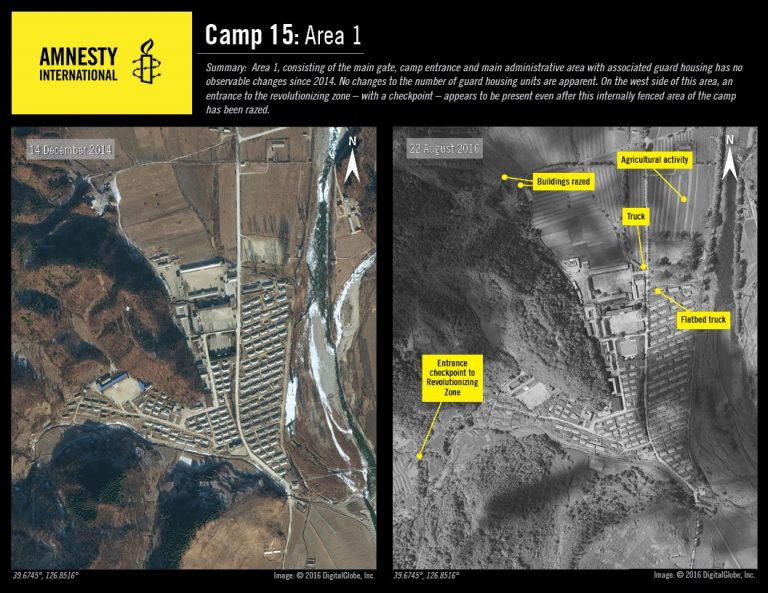 AMNESTY
INTERNATIONAL
Camp 15: Area 1
Summary: Area 1, consisting of the main gate, camp entrance and main administrative area with associated guard housing has no
observable changes since 2014. No changes to the number of guard housing units are apparent. On the west side of this area, an
entrance to the revolutionizing zone – with a checkpoint – appears to be present even after this internally fenced area of the camp
has been razed.
14 December 2014
N
39.6745°, 126.8516°
Image: © 2016 DigitalGlobe, Inc.
22 August 2016
N
Agricultural activity
Buildings razed
Truck
Flatbed truck
Entrance
checkpoint to
Revolutionizing
Zone
39.6745°, 126.8516°
Image: © 2016 DigitalGlobe, Inc.